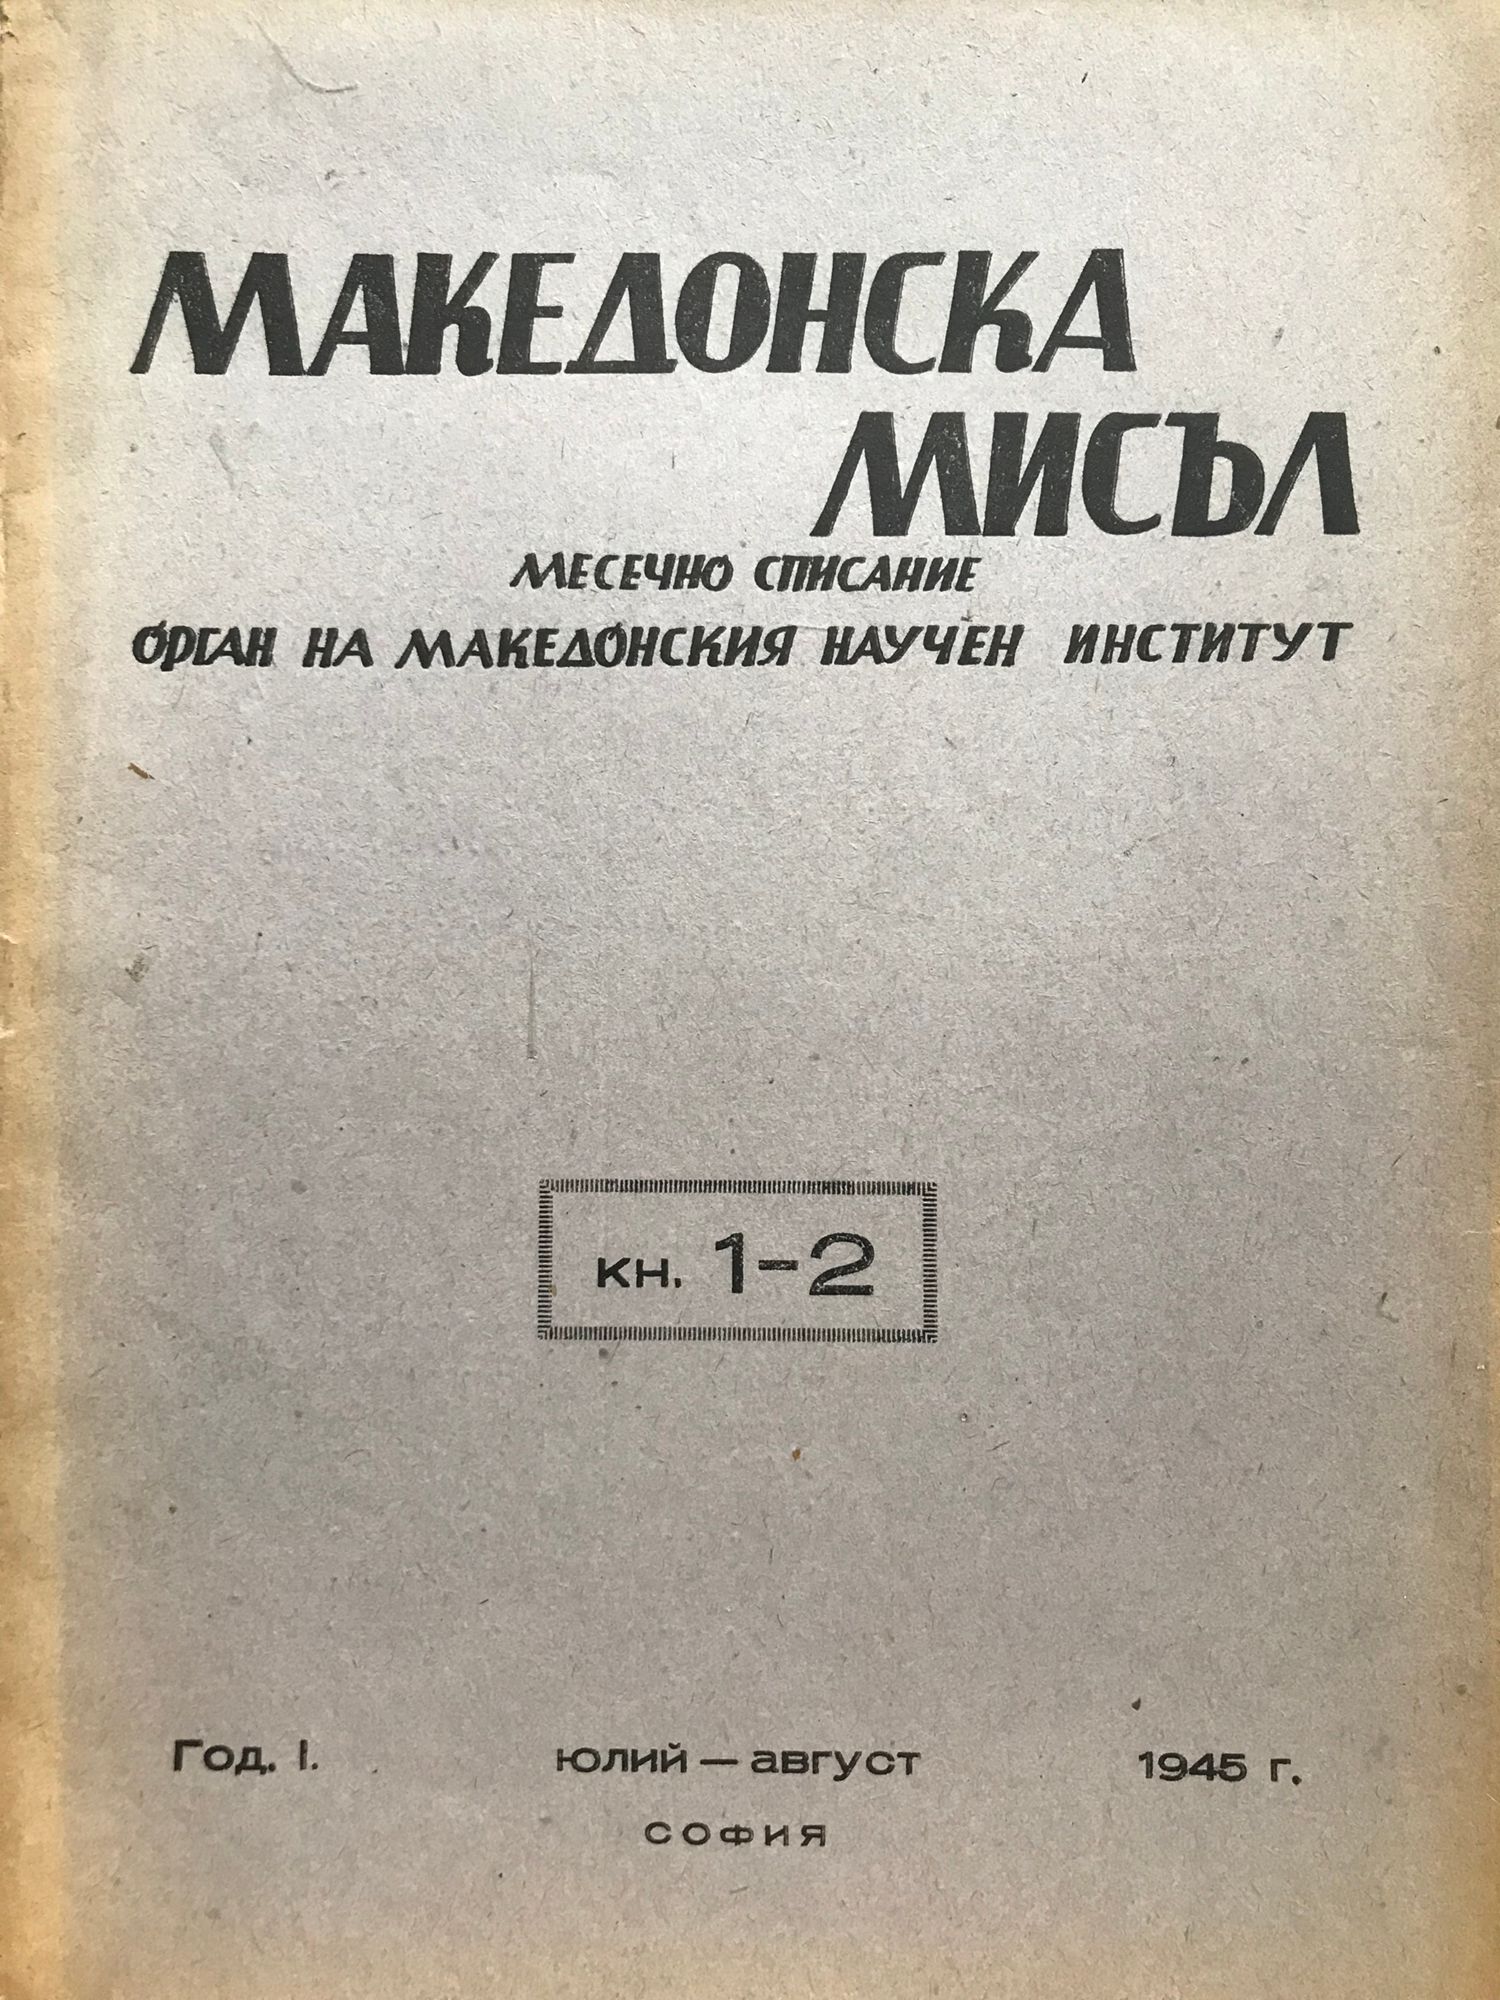 МАКЕДОНСКА
МИСЪЛ
МЕСЕЧНО СПИСАНИЕ
ОРГАН НА МАКЕДОНСКИЯ НАУЧЕН ИНСТИТУТ
кн. 1–2
Год. I. ЮЛИЙ — август 1945 г.
СОФИЯ